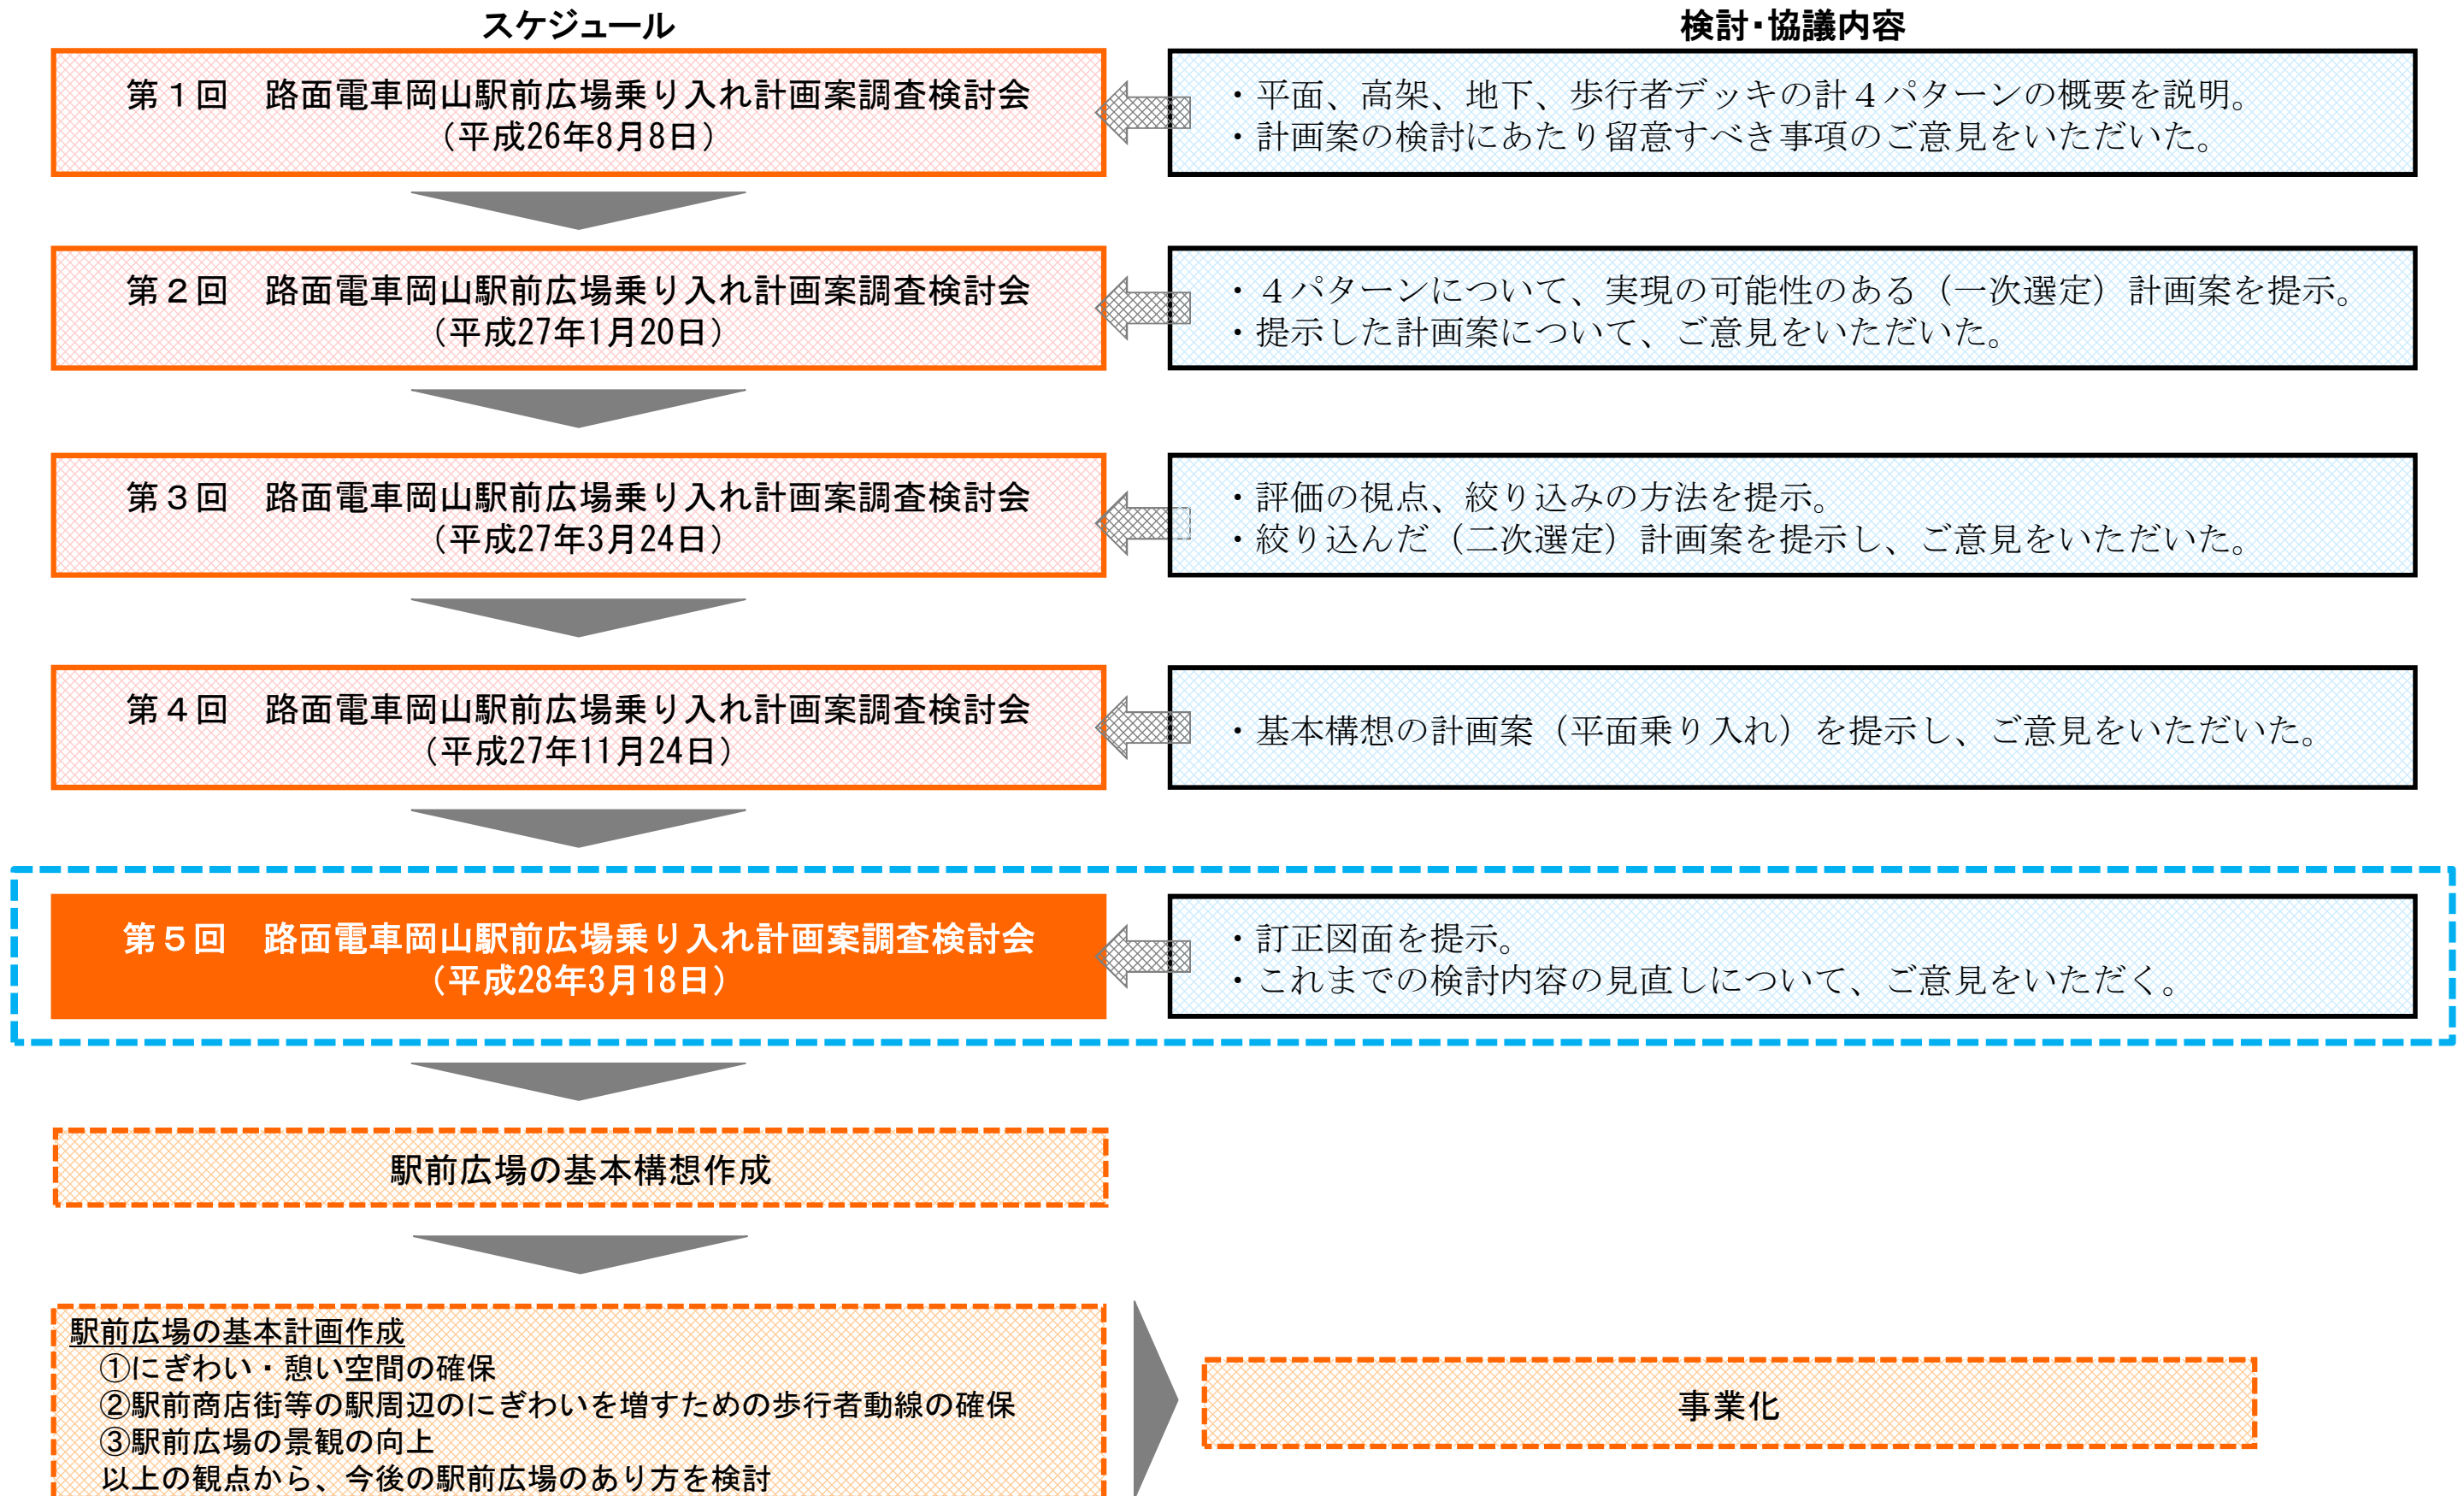 スケジュール
検討・協議内容
第１回　路面電車岡山駅前広場乗り入れ計画案調査検討会
（平成26年8月8日）
・平面、高架、地下、歩行者デッキの計４パターンの概要を説明。
・計画案の検討にあたり留意すべき事項のご意見をいただいた。
第２回　路面電車岡山駅前広場乗り入れ計画案調査検討会
（平成27年1月20日）
・４パターンについて、実現の可能性のある（一次選定）計画案を提示。
・提示した計画案について、ご意見をいただいた。
第３回　路面電車岡山駅前広場乗り入れ計画案調査検討会
（平成27年3月24日）
・評価の視点、絞り込みの方法を提示。
・絞り込んだ（二次選定）計画案を提示し、ご意見をいただいた。
第４回　路面電車岡山駅前広場乗り入れ計画案調査検討会
（平成27年11月24日）
・基本構想の計画案（平面乗り入れ）を提示し、ご意見をいただいた。
第５回　路面電車岡山駅前広場乗り入れ計画案調査検討会
（平成28年3月18日）
・訂正図面を提示。
・これまでの検討内容の見直しについて、ご意見をいただく。
駅前広場の基本構想作成
駅前広場の基本計画作成
①にぎわい・憩い空間の確保
②駅前商店街等の駅周辺のにぎわいを増すための歩行者動線の確保
③駅前広場の景観の向上
以上の観点から、今後の駅前広場のあり方を検討
事業化